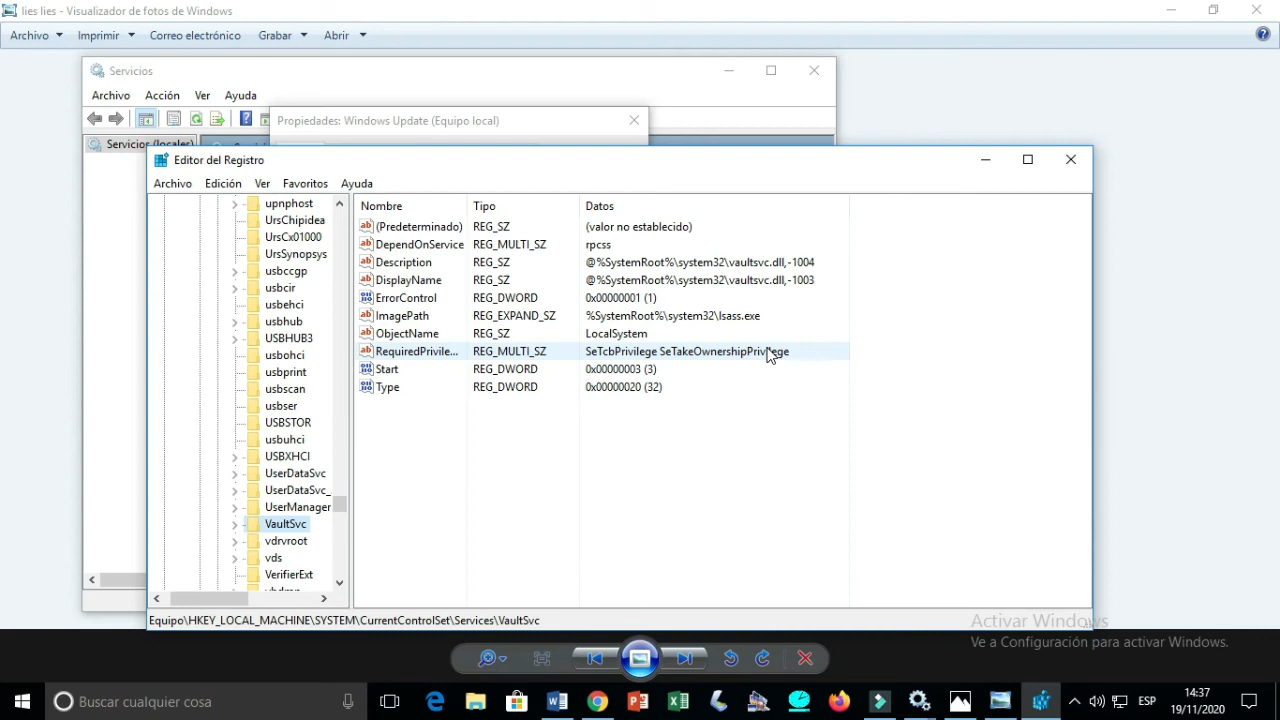 lies lies - Visualizador de fotos de Windows
Archivo Imprimir Correo electrónico Grabar Abrir
Servicios
Archivo Acción Ver Ayuda
Propiedades: Windows Update (Equipo local)
Servicios (locales)
Editor del Registro
Archivo Edición Ver Favoritos Ayuda
upnphost
UrsChipidea
UrsCx01000
UrsSynopsys
usbccgp
usbcir
usbehci
usbhub
USBHUB3
usbohci
usbprint
usbscan
usbser
USBSTOR
usbuhci
USBXHCI
UserDataSvc
UserDataSvc_
UserManager
VaultSvc
vdrvroot
vds
VerifierExt
Nombre Tipo Datos
(Predeterminado) REG_SZ (valor no establecido)
DependOnService REG_MULTI_SZ rpcss
Description REG_SZ @%SystemRoot%\system32\vaultsvc.dll,-1004
DisplayName REG_SZ @%SystemRoot%\system32\vaultsvc.dll,-1003
ErrorControl REG_DWORD 0x00000001 (1)
ImagePath REG_EXPAND_SZ %SystemRoot%\system32\lsass.exe
ObjectName REG_SZ LocalSystem
RequiredPrivile... REG_MULTI_SZ SeTcbPrivilege SeTakeOwnershipPrivilege
Start REG_DWORD 0x00000003 (3)
Type REG_DWORD 0x00000020 (32)
Equipo\HKEY_LOCAL_MACHINE\SYSTEM\CurrentControlSet\Services\VaultSvc
Activar Windows
Ve a Configuración para activar Windows.
Buscar cualquier cosa
ESP
14:37
19/11/2020